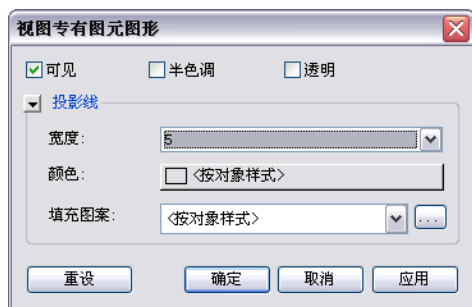 视图专有图元图形
可见 半色调 透明
投影线
宽度: 5
颜色: <按对象样式>
填充图案: <按对象样式> ...
重设 确定 取消 应用